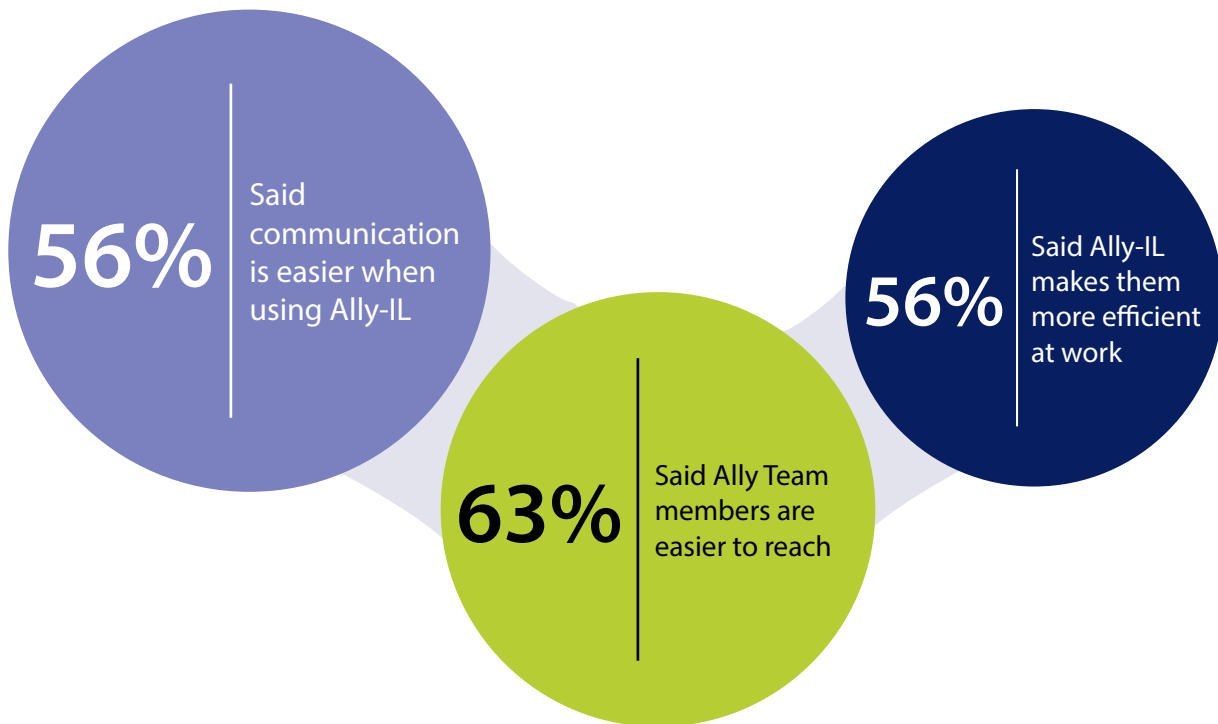 56%
Said
communication
is easier when
using Ally-IL
63%
Said Ally Team
members are
easier to reach
56%
Said Ally-IL
makes them
more efficient
at work